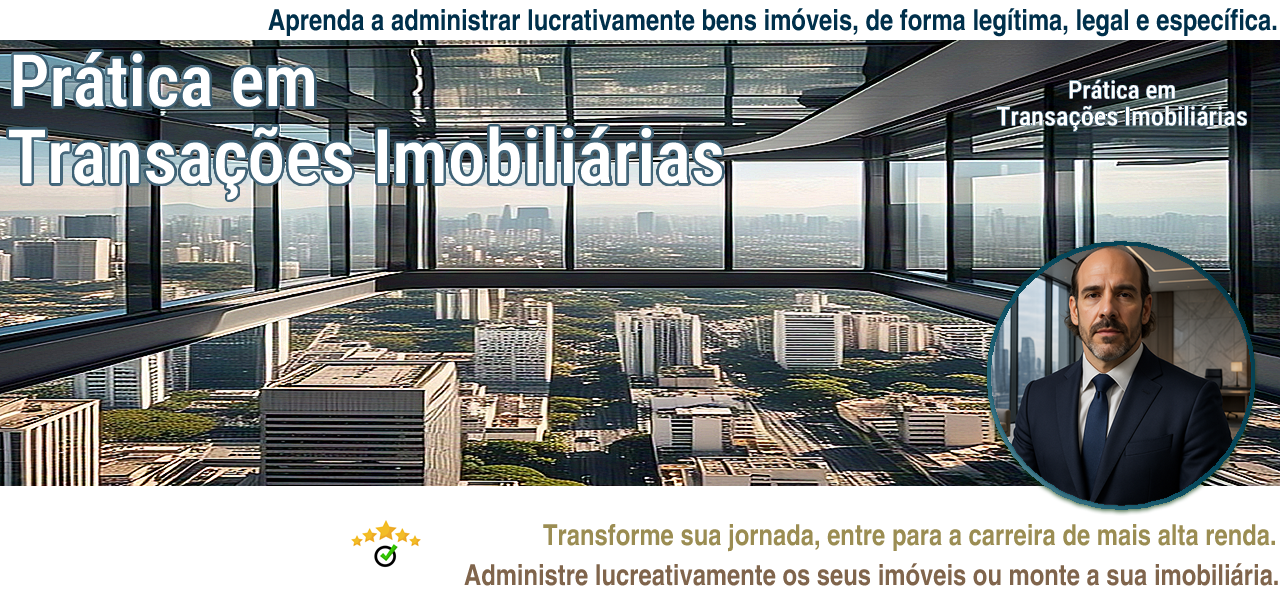 Aprenda a administrar lucrativamente bens imóveis, de forma legítima, legal e específica.
Prática em
Transações Imobiliárias
Prática em
Transações Imobiliárias
Transforme sua jornada, entre para a carreira de mais alta renda.
Administre lucreativamente os seus imóveis ou monte a sua imobiliária.